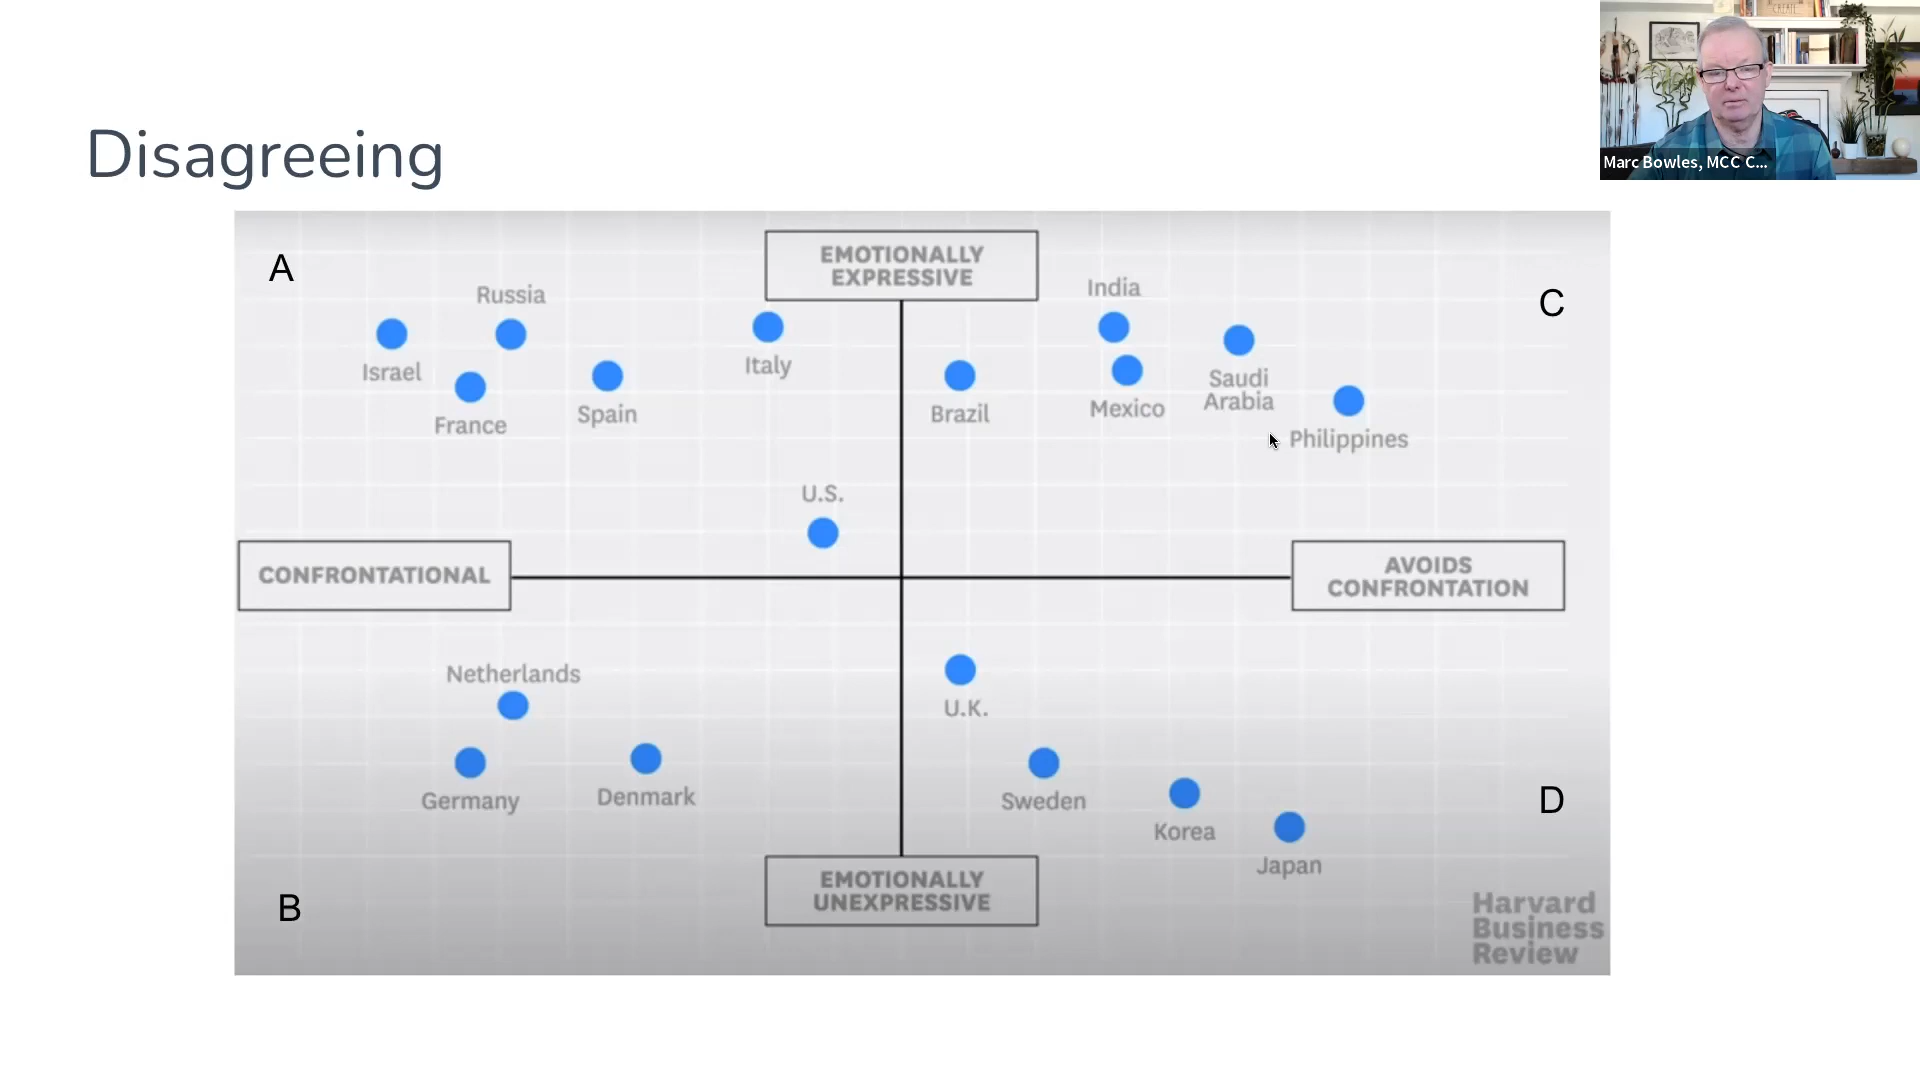 Disagreeing
Marc Bowles, MCC C...
A
EMOTIONALLY
EXPRESSIVE
C
Russia
India
Israel
Italy
France
Spain
Brazil
Mexico
Saudi
Arabia
Philippines
U.S.
CONFRONTATIONAL
AVOIDS
CONFRONTATION
Netherlands
U.K.
Germany
Denmark
Sweden
Korea
Japan
D
B
EMOTIONALLY
UNEXPRESSIVE
Harvard
Business
Review
CREATE